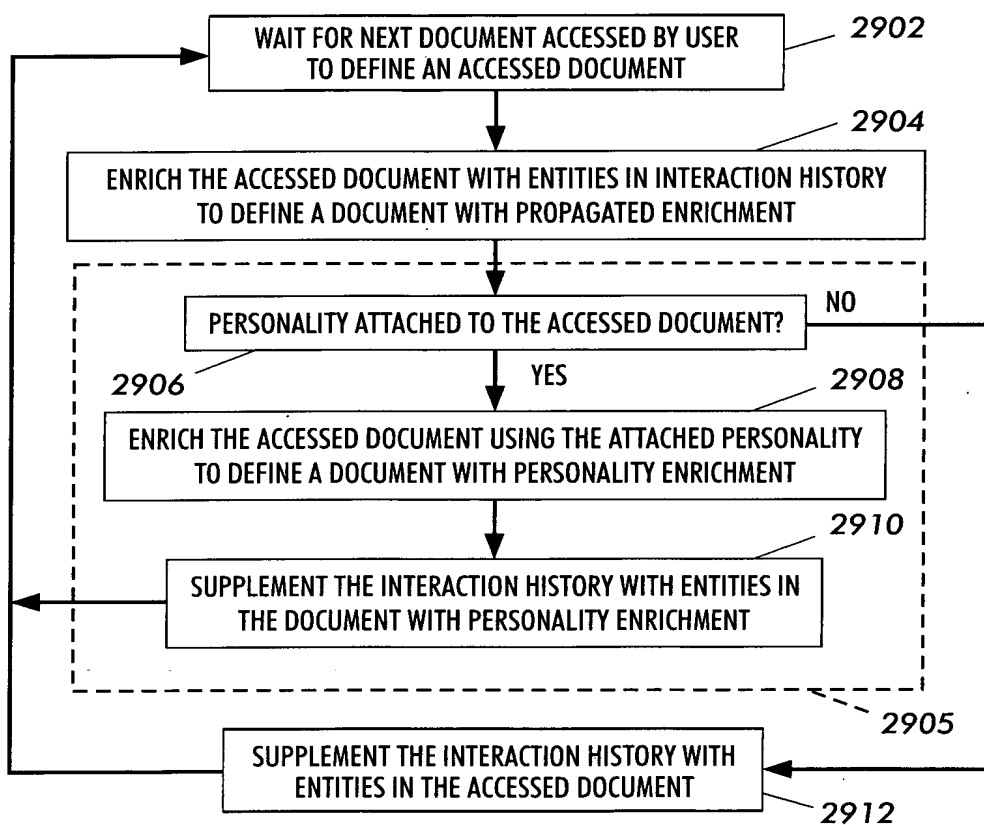 WAIT FOR NEXT DOCUMENT ACCESSED BY USER
TO DEFINE AN ACCESSED DOCUMENT
2902
2904
ENRICH THE ACCESSED DOCUMENT WITH ENTITIES IN INTERACTION HISTORY
TO DEFINE A DOCUMENT WITH PROPAGATED ENRICHMENT
PERSONALITY ATTACHED TO THE ACCESSED DOCUMENT?
NO
2906
YES
2908
ENRICH THE ACCESSED DOCUMENT USING THE ATTACHED PERSONALITY
TO DEFINE A DOCUMENT WITH PERSONALITY ENRICHMENT
2910
SUPPLEMENT THE INTERACTION HISTORY WITH ENTITIES IN
THE DOCUMENT WITH PERSONALITY ENRICHMENT
2905
SUPPLEMENT THE INTERACTION HISTORY WITH
ENTITIES IN THE ACCESSED DOCUMENT
2912